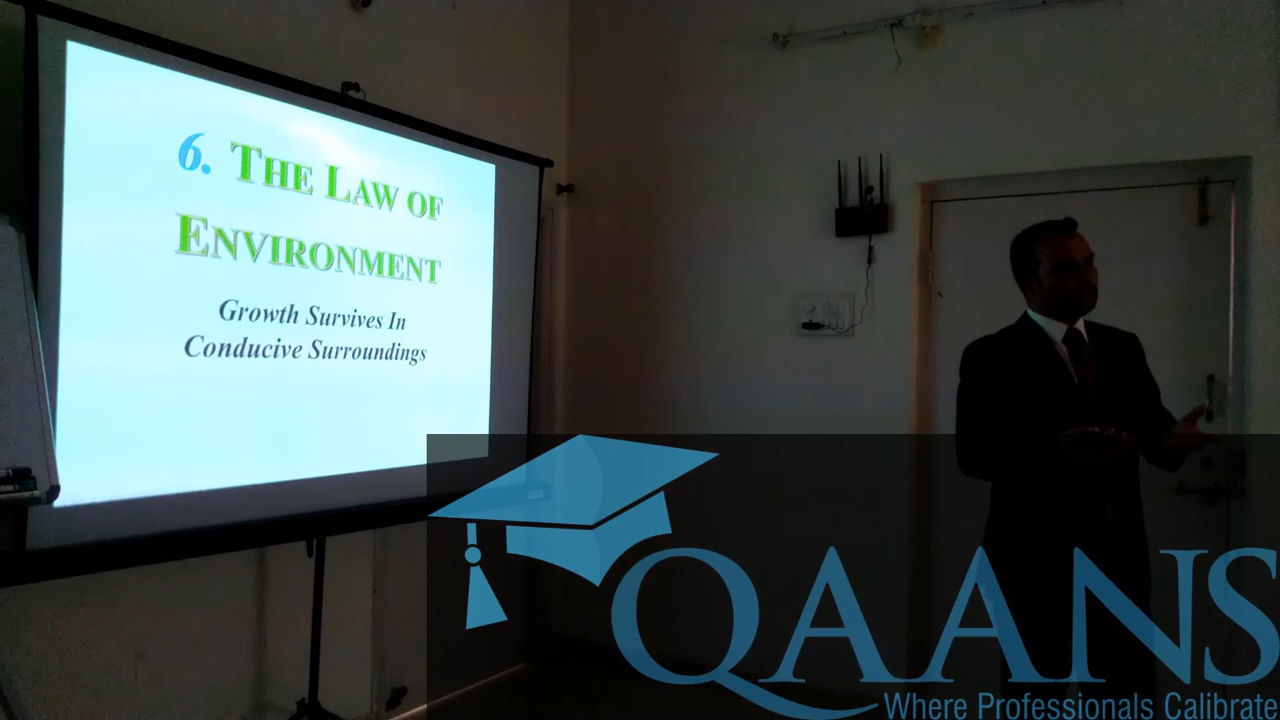 6. THE LAW OF
ENVIRONMENT
Growth Survives In
Conducive Surroundings
QAANS
Where Professionals Calibrate